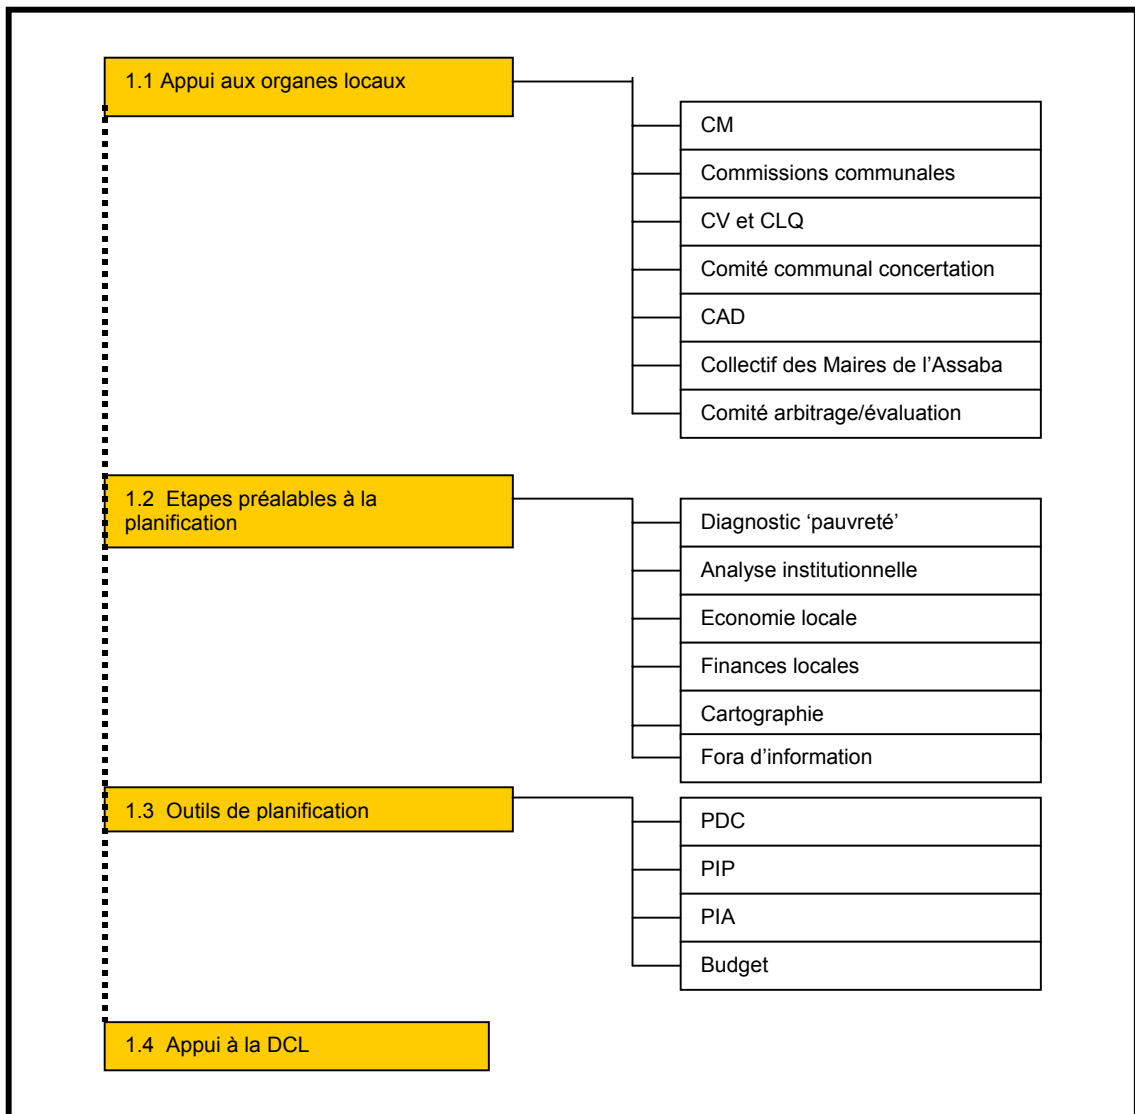 1.1 Appui aux organes locaux
CM
Commissions communales
CV et CLQ
Comité communal concertation
CAD
Collectif des Maires de l’Assaba
Comité arbitrage/évaluation
1.2 Etapes préalables à la
planification
Diagnostic ‘pauvreté’
Analyse institutionnelle
Economie locale
Finances locales
Cartographie
Fora d’information
1.3 Outils de planification
PDC
PIP
PIA
Budget
1.4 Appui à la DCL